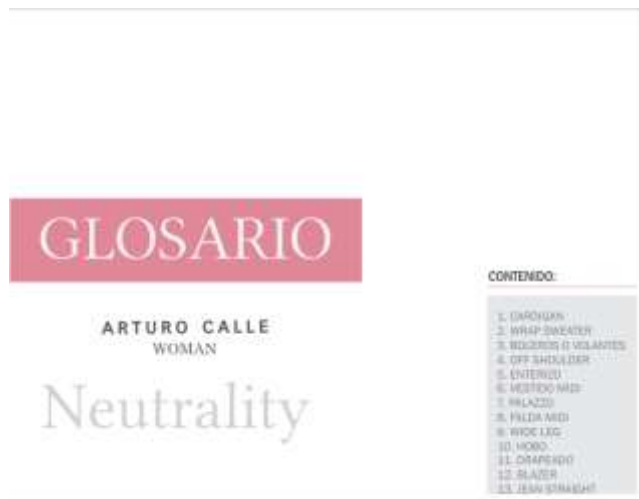 GLOSARIO
ARTURO CALLE
WOMAN
Neutrality
CONTENIDO:
1. CARDIGAN
2. WRAP SWEATER
3. BOLEROS O VOLANTES
4. OFF SHOULDER
5. ENTERIZO
6. VESTIDO MIDI
7. PALAZZO
8. FALDA MIDI
9. WIDE LEG
10. HOBO
11. DRAPEADO
12. BLAZER
13. JEAN STRAIGHT